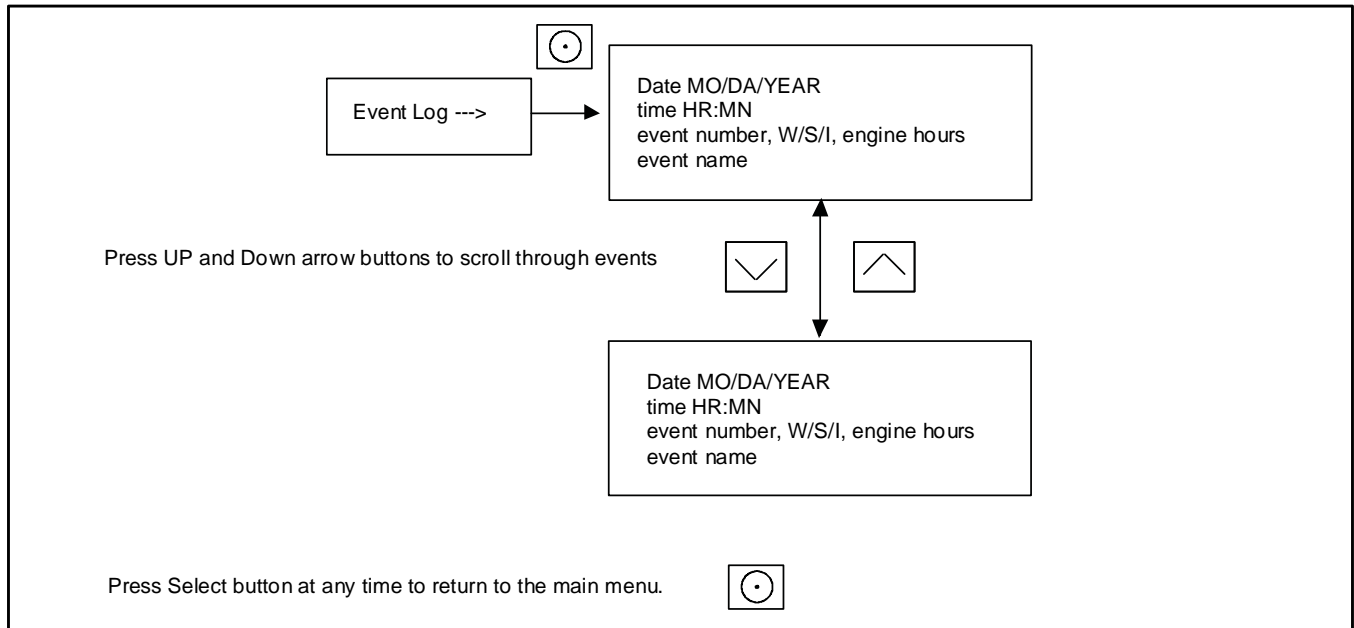 Event Log --->
Date MO/DA/YEAR
time HR:MN
event number, W/S/I, engine hours
event name
Press UP and Down arrow buttons to scroll through events
Date MO/DA/YEAR
time HR:MN
event number, W/S/I, engine hours
event name
Press Select button at any time to return to the main menu.